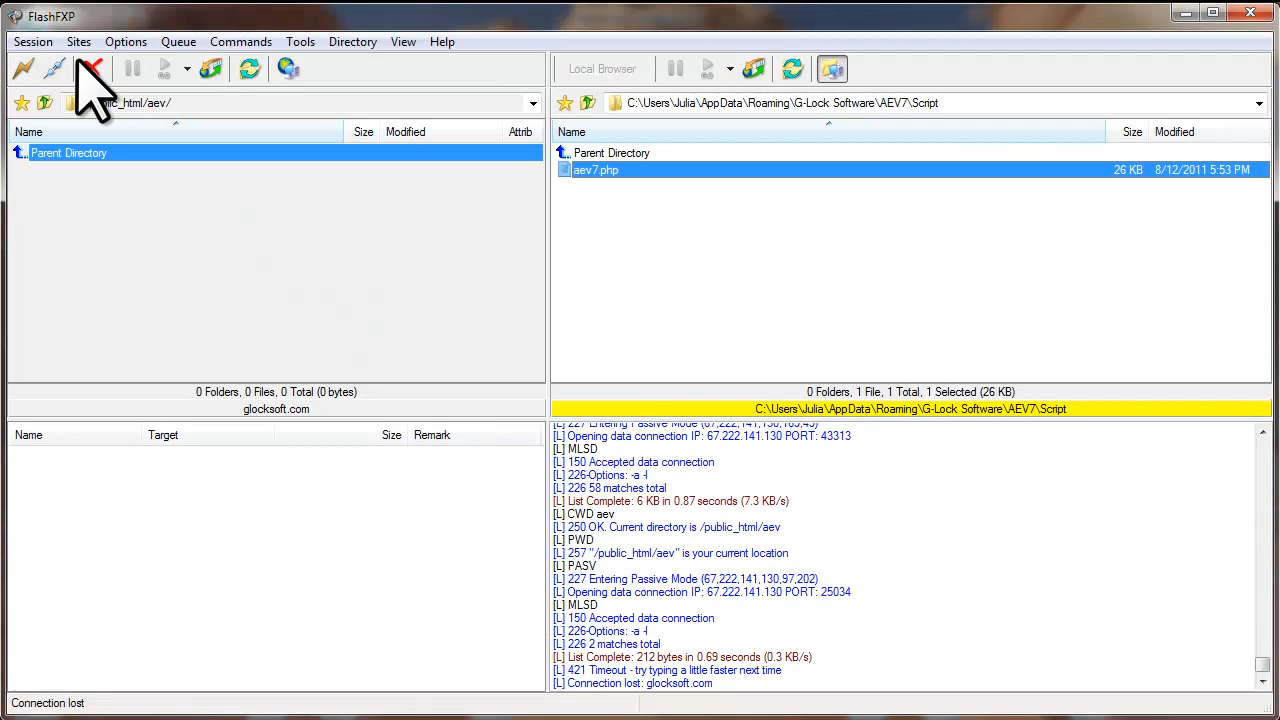 FlashFXP
Session Sites Options Queue Commands Tools Directory View Help
Local Browser
_html/aev/
C:\Users\Julia\AppData\Roaming\G-Lock Software\AEV7\Script
Name Size Modified Attrib
Name Size Modified
Parent Directory
Parent Directory
aev7.php 26 KB 8/12/2011 5:53 PM
0 Folders, 0 Files, 0 Total (0 bytes)
0 Folders, 1 File, 1 Total, 1 Selected (26 KB)
glocksoft.com
C:\Users\Julia\AppData\Roaming\G-Lock Software\AEV7\Script
Name Target Size Remark
[L] Opening data connection IP: 67.222.141.130 PORT: 43313
[L] MLSD
[L] 150 Accepted data connection
[L] 226-Options: -a -l
[L] 226 58 matches total
[L] List Complete: 6 KB in 0.87 seconds (7.3 KB/s)
[L] CWD aev
[L] 250 OK. Current directory is /public_html/aev
[L] PWD
[L] 257 "/public_html/aev" is your current location
[L] PASV
[L] 227 Entering Passive Mode (67,222,141,130,97,202)
[L] Opening data connection IP: 67.222.141.130 PORT: 25034
[L] MLSD
[L] 150 Accepted data connection
[L] 226-Options: -a -l
[L] 226 2 matches total
[L] List Complete: 212 bytes in 0.69 seconds (0.3 KB/s)
[L] 421 Timeout - try typing a little faster next time
[L] Connection lost: glocksoft.com
Connection lost